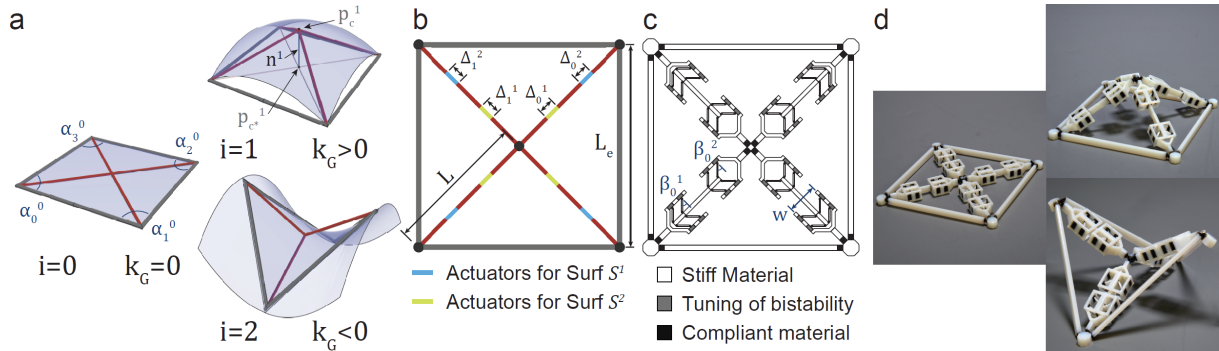 a
p_c^1
n^1
p_c*^1
i=1 k_G>0
α_3^0
α_2^0
α_0^0
α_1^0
i=0 k_G=0
i=2 k_G<0
b
Δ_1^2
Δ_0^2
Δ_1^1
Δ_0^1
L
L_e
Actuators for Surf S^1
Actuators for Surf S^2
c
β_0^2
β_0^1
w
Stiff Material
Tuning of bistability
Compliant material
d